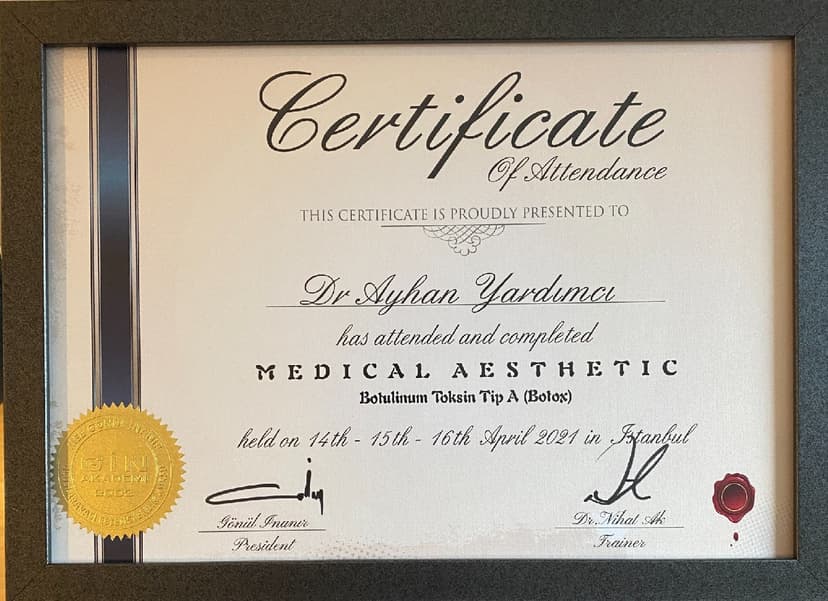 Certificate
Of Attendance
THIS CERTIFICATE IS PROUDLY PRESENTED TO
Dr Ayhan Yardımcı
has attended and completed
MEDICAL AESTHETIC
Botulinum Toksin Tip A (Botox)
held on 14th - 15th - 16th April 2021 in Istanbul
GIN
AKADEMİ
Gönül Inanır
President
Dr. Nihat Ak
Trainer